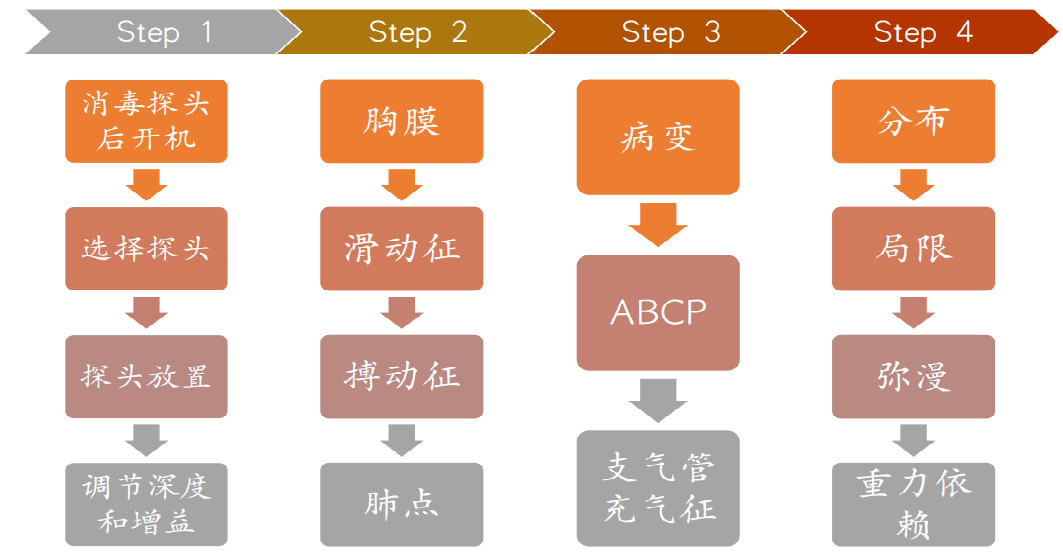 Step 1
Step 2
Step 3
Step 4
消毒探头
后开机
选择探头
探头放置
调节深度
和增益
胸膜
滑动征
搏动征
肺点
病变
ABCP
支气管
充气征
分布
局限
弥漫
重力依
赖